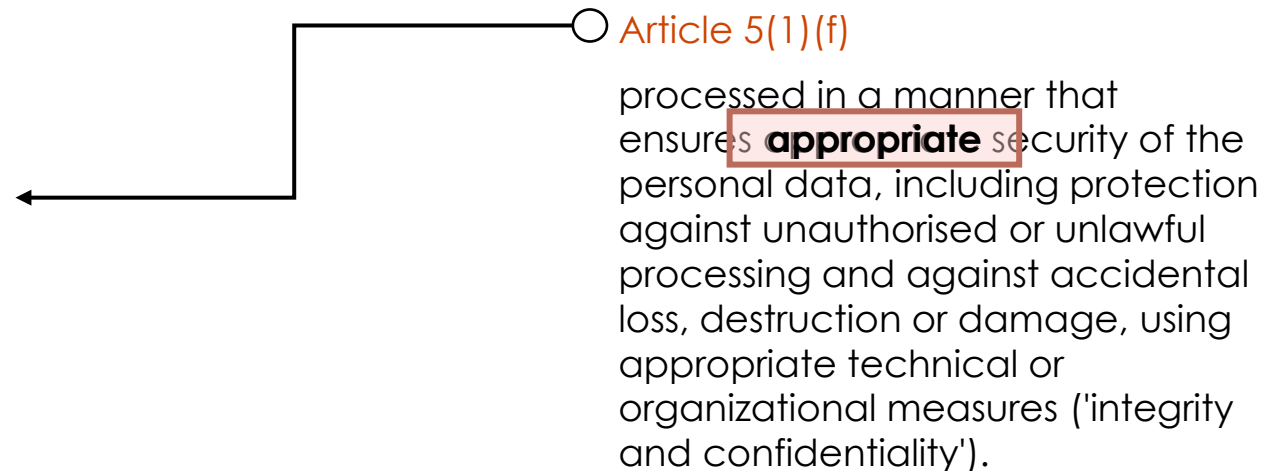 Article 5(1)(f)
processed in a manner that
ensures appropriate security of the
personal data, including protection
against unauthorised or unlawful
processing and against accidental
loss, destruction or damage, using
appropriate technical or
organizational measures ('integrity
and confidentiality').